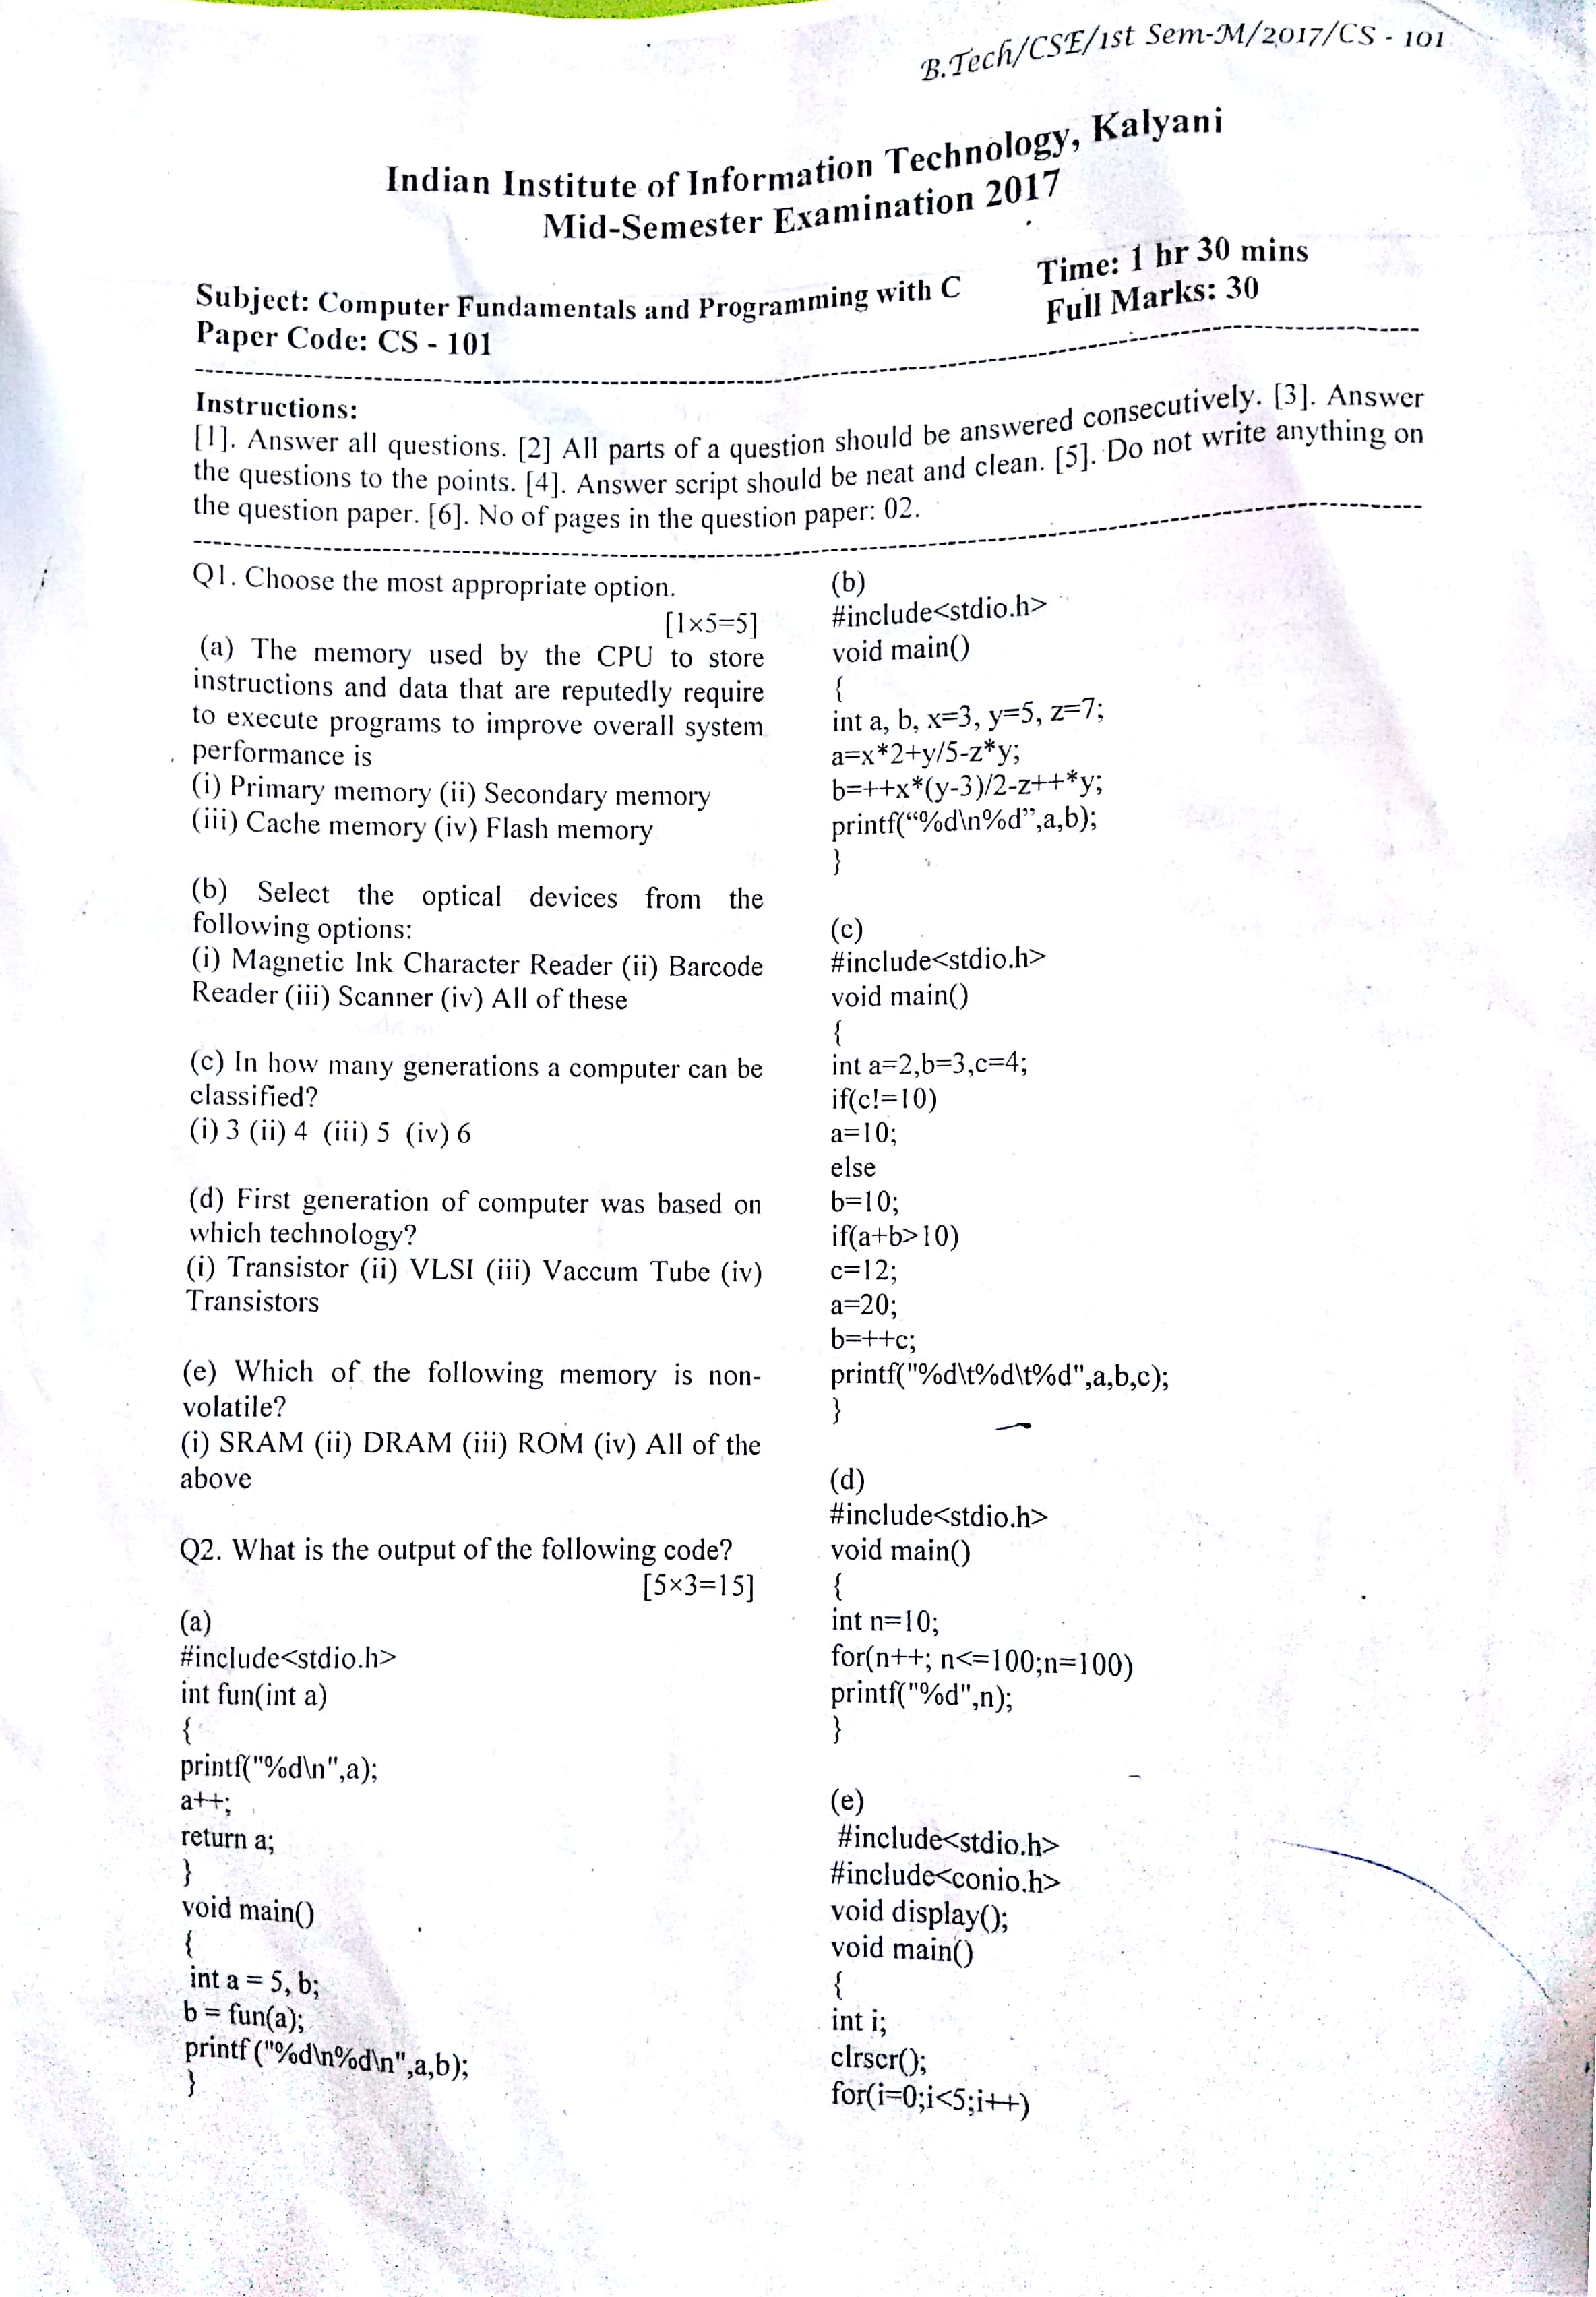 B.Tech/CSE/1st Sem-M/2017/CS - 101
Indian Institute of Information Technology, Kalyani
Mid-Semester Examination 2017
Subject: Computer Fundamentals and Programming with C
Time: 1 hr 30 mins
Paper Code: CS - 101
Full Marks: 30
Instructions:
[1]. Answer all questions. [2] All parts of a question should be answered consecutively. [3]. Answer
the questions to the points. [4]. Answer script should be neat and clean. [5]. Do not write anything on
the question paper. [6]. No of pages in the question paper: 02.
Q1. Choose the most appropriate option.
[1×5=5]
(a) The memory used by the CPU to store
instructions and data that are reputedly require
to execute programs to improve overall system
performance is
(i) Primary memory (ii) Secondary memory
(iii) Cache memory (iv) Flash memory
(b) Select the optical devices from the
following options:
(i) Magnetic Ink Character Reader (ii) Barcode
Reader (iii) Scanner (iv) All of these
(c) In how many generations a computer can be
classified?
(i) 3 (ii) 4 (iii) 5 (iv) 6
(d) First generation of computer was based on
which technology?
(i) Transistor (ii) VLSI (iii) Vaccum Tube (iv)
Transistors
(e) Which of the following memory is non-
volatile?
(i) SRAM (ii) DRAM (iii) ROM (iv) All of the
above
Q2. What is the output of the following code?
[5×3=15]
(a)
#include<stdio.h>
int fun(int a)
{
printf("%d\n",a);
a++;
return a;
}
void main()
{
int a = 5, b;
b = fun(a);
printf ("%d\n%d\n",a,b);
}
(b)
#include<stdio.h>
void main()
{
int a, b, x=3, y=5, z=7;
a=x*2+y/5-z*y;
b=++x*(y-3)/2-z++*y;
printf(“%d\n%d”,a,b);
}
(c)
#include<stdio.h>
void main()
{
int a=2,b=3,c=4;
if(c!=10)
a=10;
else
b=10;
if(a+b>10)
c=12;
a=20;
b=++c;
printf("%d\t%d\t%d",a,b,c);
}
(d)
#include<stdio.h>
void main()
{
int n=10;
for(n++; n<=100;n=100)
printf("%d",n);
}
(e)
#include<stdio.h>
#include<conio.h>
void display();
void main()
{
int i;
clrscr();
for(i=0;i<5;i++)